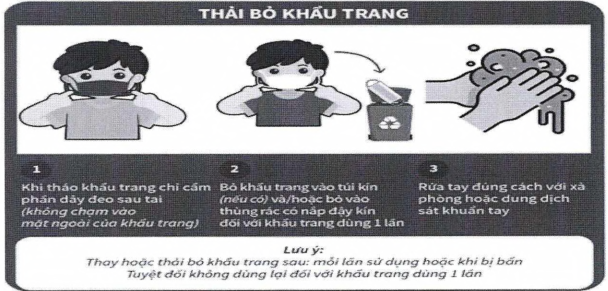 THẢI BỎ KHẨU TRANG
1
Khi tháo khẩu trang chỉ cầm
phần dây đeo sau tai
(không chạm vào
mặt ngoài của khẩu trang)
2
Bỏ khẩu trang vào túi kín
(nếu có) và/hoặc bỏ vào
thùng rác có nắp đậy kín
đối với khẩu trang dùng 1 lần
3
Rửa tay đúng cách với xà
phòng hoặc dung dịch
sát khuẩn tay
Lưu ý:
Thay hoặc thải bỏ khẩu trang sau: mỗi lần sử dụng hoặc khi bị bẩn
Tuyệt đối không dùng lại đối với khẩu trang dùng 1 lần